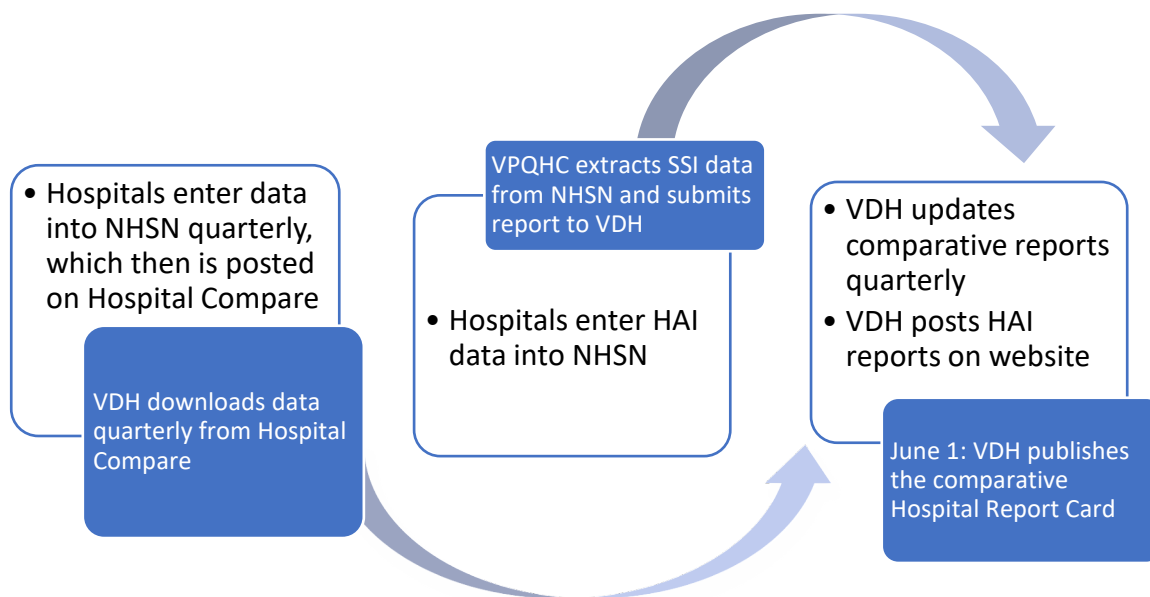 • Hospitals enter data
into NHSN quarterly,
which then is posted
on Hospital Compare
VDH downloads data
quarterly from Hospital
Compare
VPQHC extracts SSI data
from NHSN and submits
report to VDH
• Hospitals enter HAI
data into NHSN
• VDH updates
comparative reports
quarterly
• VDH posts HAI
reports on website
June 1: VDH publishes
the comparative
Hospital Report Card